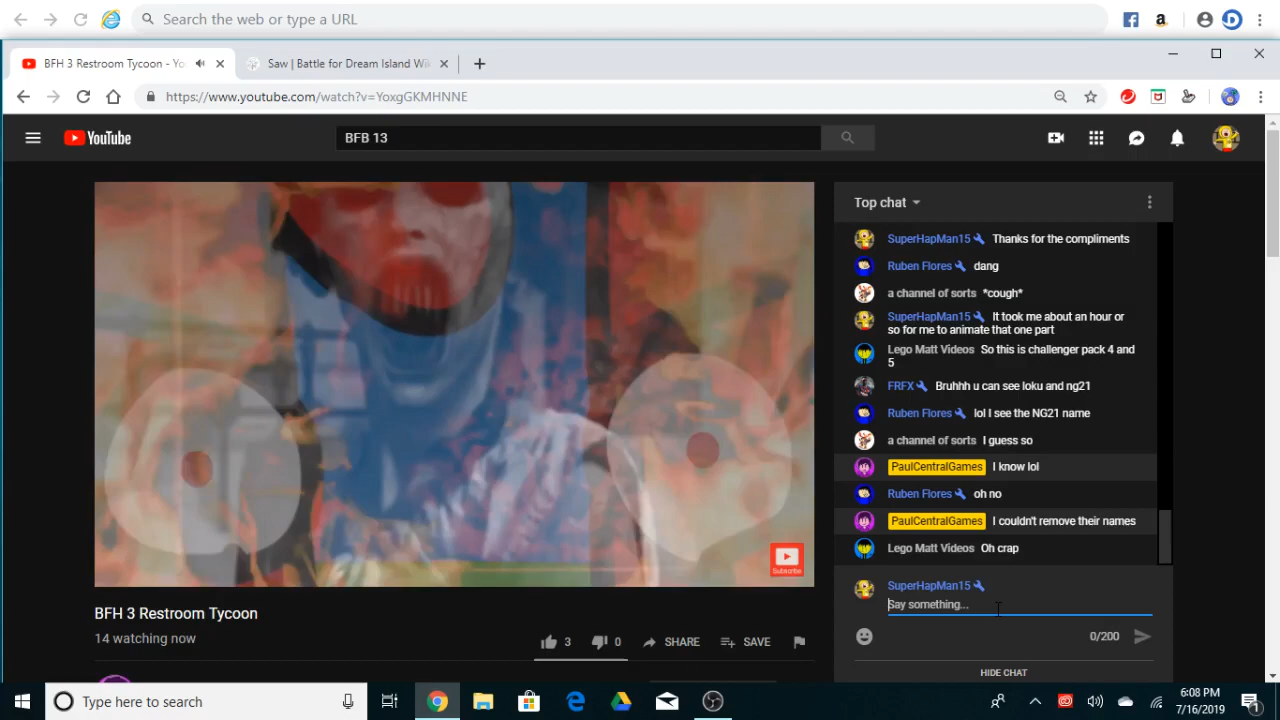 Search the web or type a URL
BFH 3 Restroom Tycoon - Yo
Saw | Battle for Dream Island Wik
https://www.youtube.com/watch?v=YoxgGKMHNNE
YouTube
BFB 13
Top chat
SuperHapMan15 Thanks for the compliments
Ruben Flores dang
a channel of sorts *cough*
SuperHapMan15 It took me about an hour or
so for me to animate that one part
Lego Matt Videos So this is challenger pack 4 and
5
FRFX Bruhhh u can see loku and ng21
Ruben Flores lol I see the NG21 name
a channel of sorts I guess so
PaulCentralGames I know lol
Ruben Flores oh no
PaulCentralGames I couldn't remove their names
Lego Matt Videos Oh crap
Subscribe
SuperHapMan15
Say something...
0/200
HIDE CHAT
BFH 3 Restroom Tycoon
14 watching now
3 0 SHARE SAVE
Type here to search
6:08 PM
7/16/2019
1